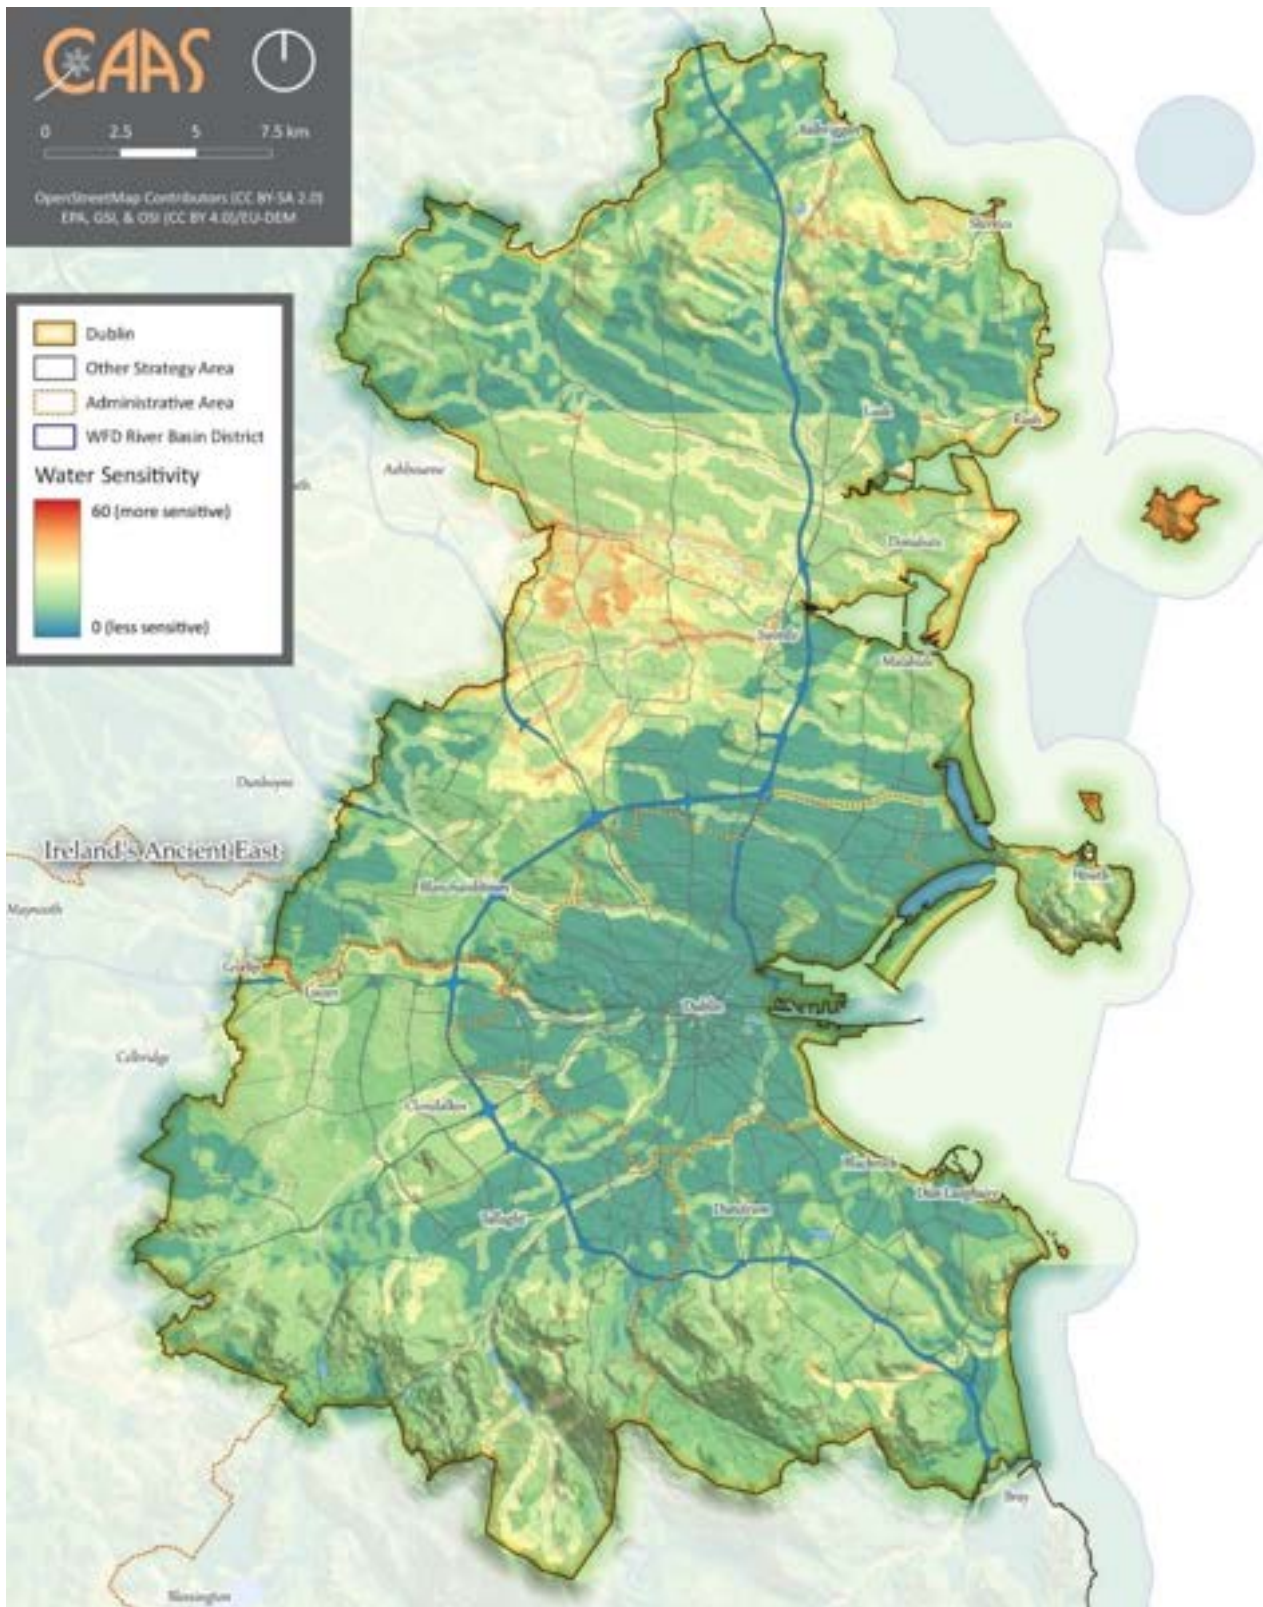 CAAS
0 2.5 5 7.5 km
OpenStreetMap Contributors (CC BY-SA 2.0)
EPA, GSI, & OSI (CC BY 4.0)/EU-DEM
Dublin
Other Strategy Area
Administrative Area
WFD River Basin District
Water Sensitivity
60 (more sensitive)
0 (less sensitive)
Balbriggan
Skerries
Lusk
Rush
Ashbourne
Donabate
Swords
Malahide
Dunboyne
Ireland's Ancient East
Blanchardstown
Howth
Maynooth
Lucan
Dublin
Celbridge
Clondalkin
Blackrock
Dún Laoghaire
Tallaght
Dundrum
Bray
Blessington